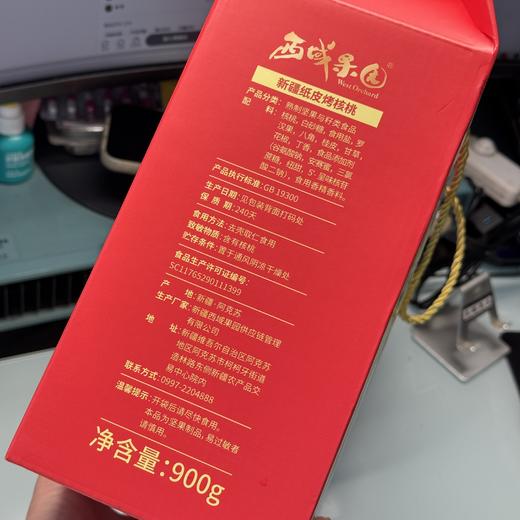 西域果园®
West Orchard
新疆纸皮烤核桃
产品分类：熟制坚果与籽类食品
配　　料：核桃，白砂糖，食用盐，罗
汉果，八角，桂皮，甘草，
花椒，丁香，食品添加剂
(谷氨酸钠，安赛蜜，三氯
蔗糖，纽甜，5'-呈味核苷
酸二钠)，食用香精香料。
产品执行标准：GB 19300
生产日期：见包装背面打码处
保 质 期：240天
食用方法：去壳取仁食用
致敏物质：含有核桃
贮存条件：置于通风阴凉干燥处
食品生产许可证编号：
SC11765290111399
产　　地：新疆·阿克苏
生产厂家：新疆西域果园供应链管理
有限公司
地　　址：新疆维吾尔自治区阿克苏
地区阿克苏市柯柯牙街道
造林路东侧新疆农产品交
易中心院内
联系方式：0997-2204888
温馨提示：开袋后请尽快食用。
本品为坚果制品，易过敏者
请慎用。
净含量：900g